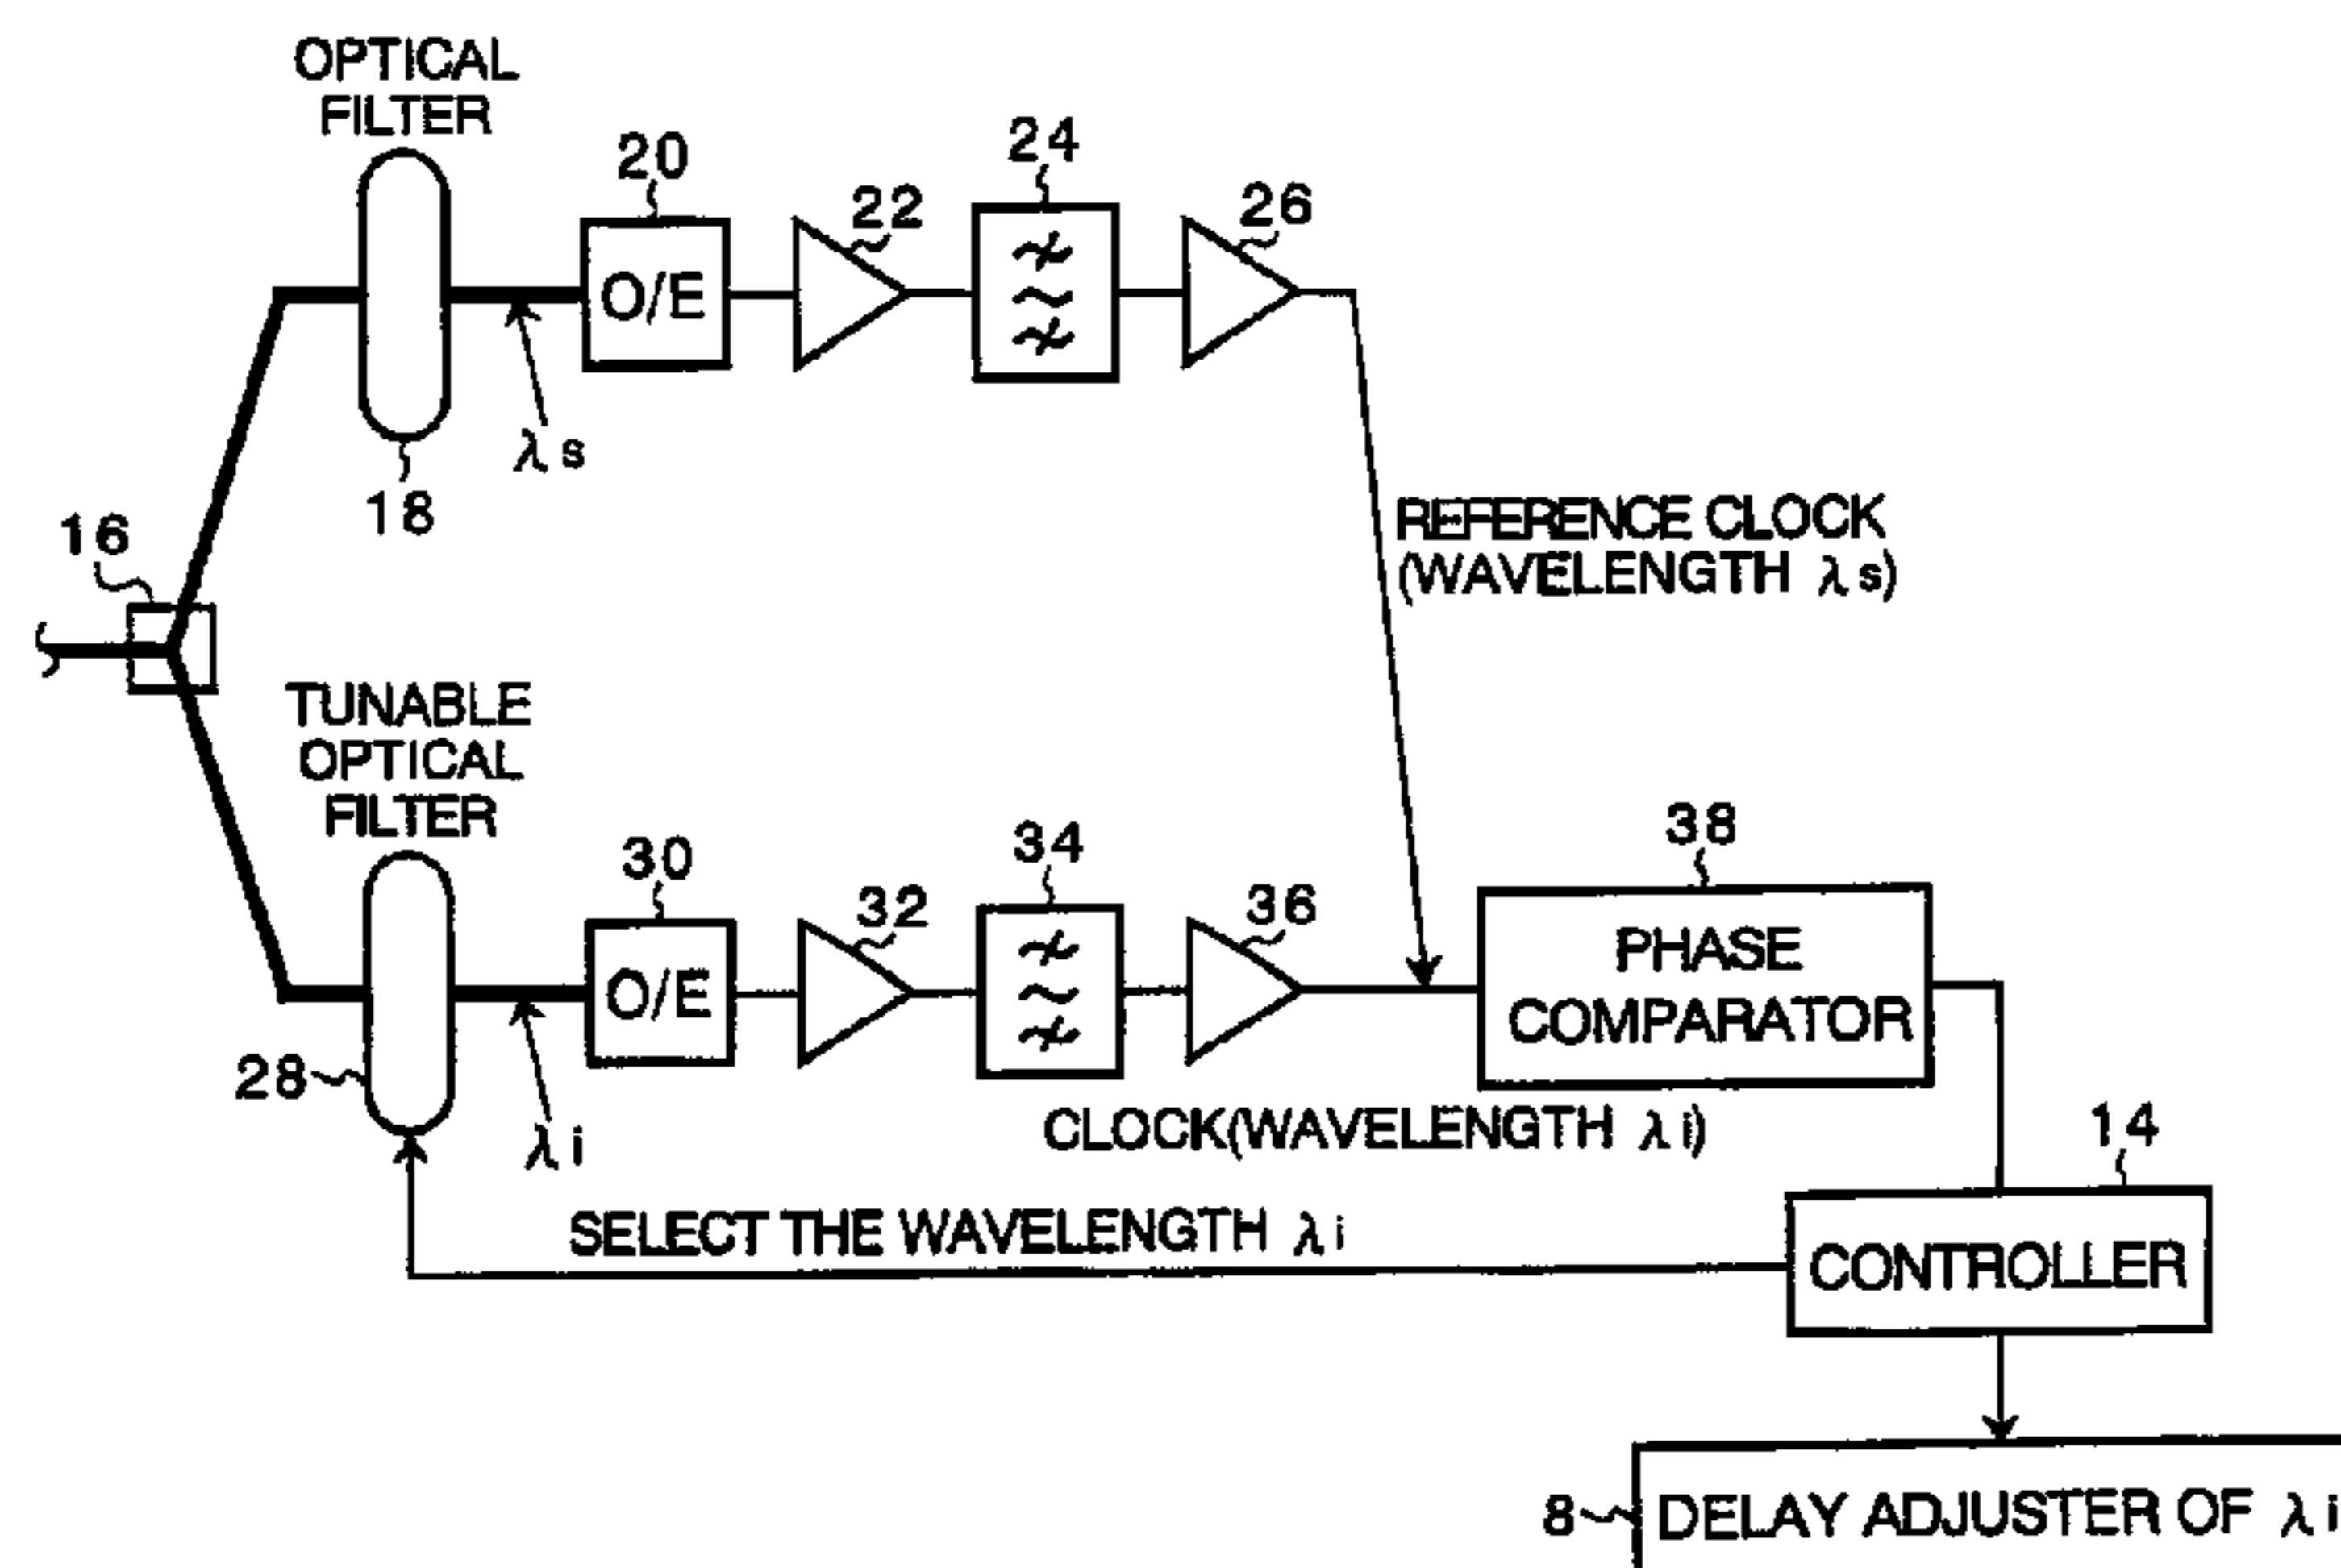 OPTICAL
FILTER
20
22
24
26
O/E
λs
18
16
REFERENCE CLOCK
(WAVELENGTH λs)
TUNABLE
OPTICAL
FILTER
28
30
32
34
36
38
O/E
λi
PHASE
COMPARATOR
CLOCK(WAVELENGTH λi)
14
SELECT THE WAVELENGTH λi
CONTROLLER
8
DELAY ADJUSTER OF λi